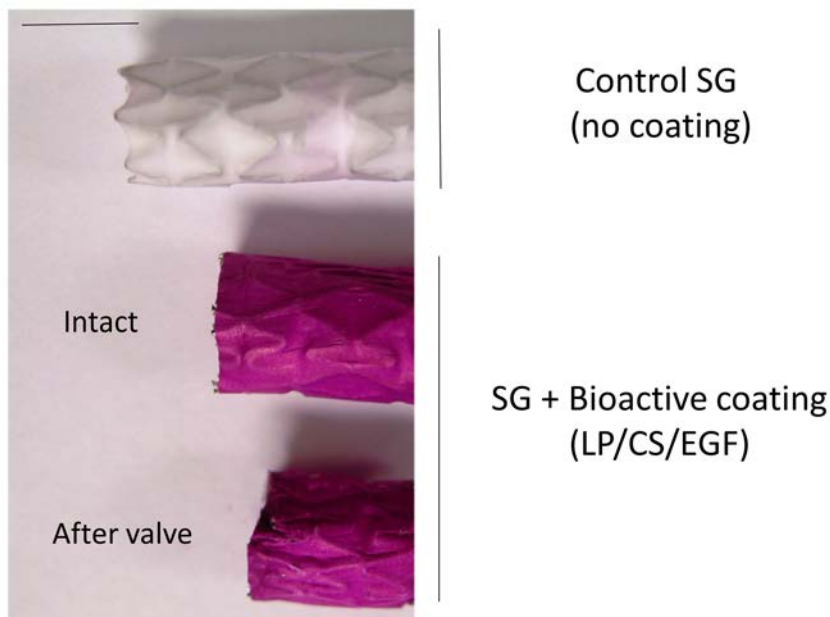 Control SG
(no coating)
Intact
SG + Bioactive coating
(LP/CS/EGF)
After valve